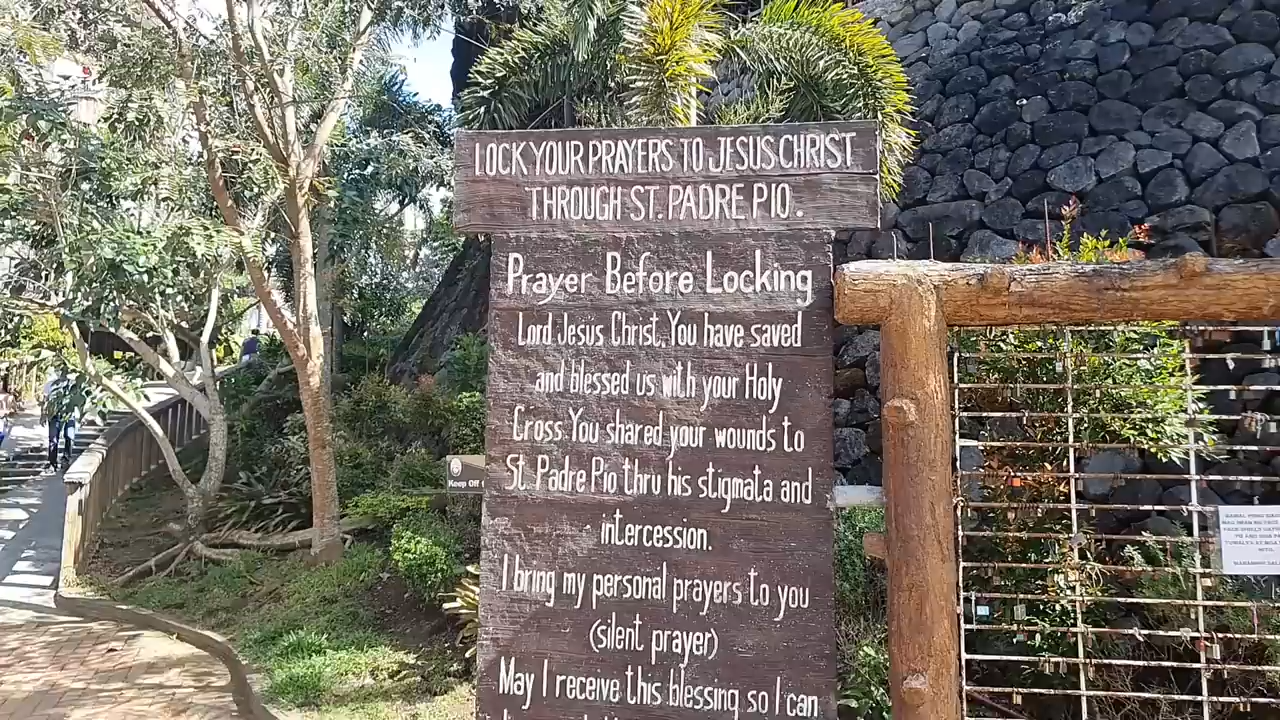 LOCK YOUR PRAYERS TO JESUS CHRIST
THROUGH ST. PADRE PIO.
Prayer Before Locking
Lord Jesus Christ, You have saved
and blessed us with your Holy
Cross. You shared your wounds to
St. Padre Pio thru his stigmata and
intercession.
I bring my personal prayers to you
(silent prayer)
May I receive this blessing so I can
Keep Off